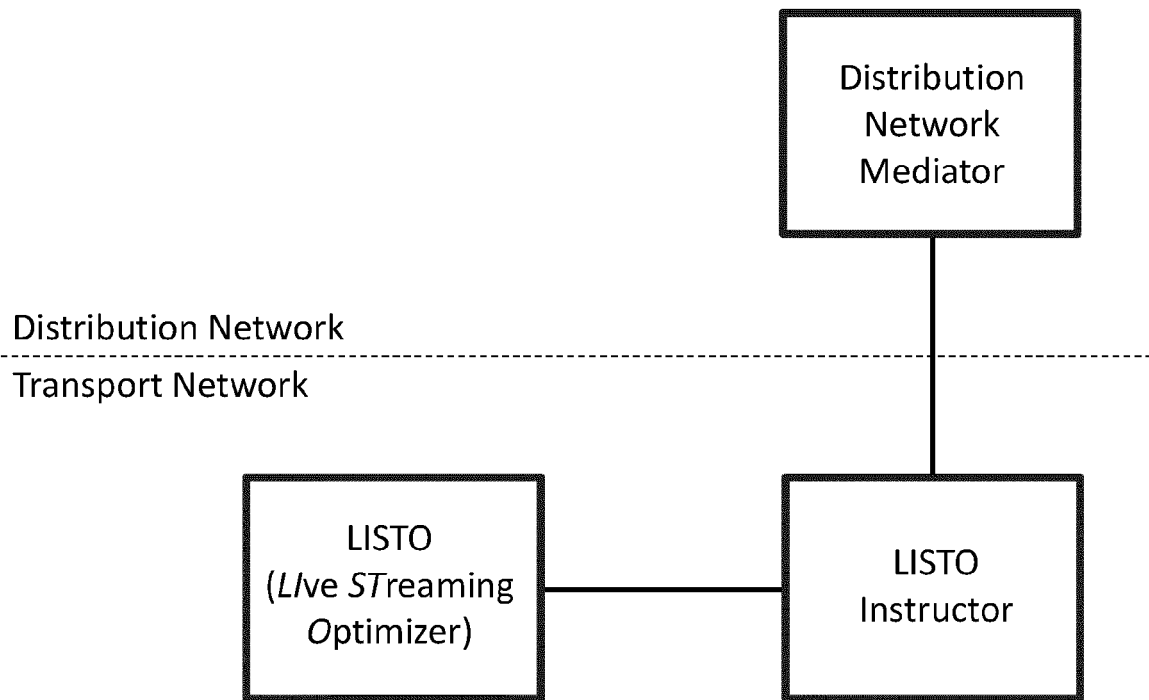 Distribution
Network
Mediator
Distribution Network
Transport Network
LISTO
(LIve STreaming
Optimizer)
LISTO
Instructor